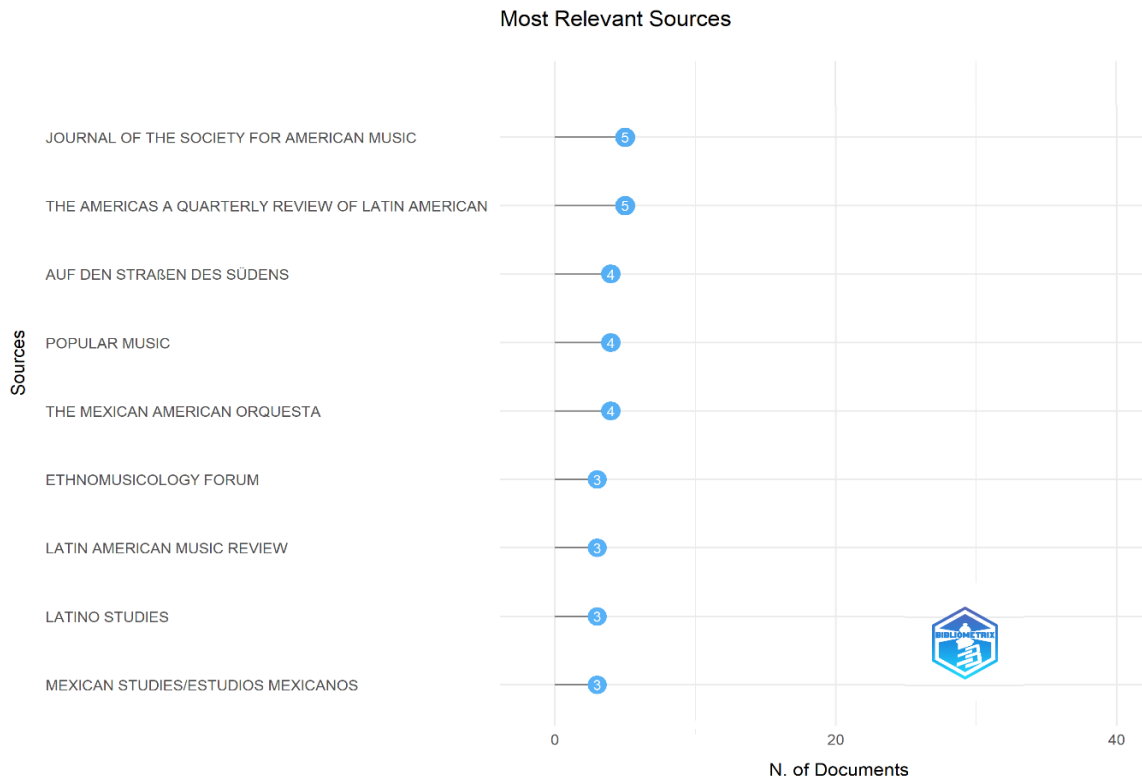 Most Relevant Sources
JOURNAL OF THE SOCIETY FOR AMERICAN MUSIC
5
THE AMERICAS A QUARTERLY REVIEW OF LATIN AMERICAN
5
AUF DEN STRAßEN DES SÜDENS
4
POPULAR MUSIC
4
THE MEXICAN AMERICAN ORQUESTA
4
ETHNOMUSICOLOGY FORUM
3
LATIN AMERICAN MUSIC REVIEW
3
LATINO STUDIES
3
MEXICAN STUDIES/ESTUDIOS MEXICANOS
3
Sources
BIBLIOMETRIX
0
20
40
N. of Documents